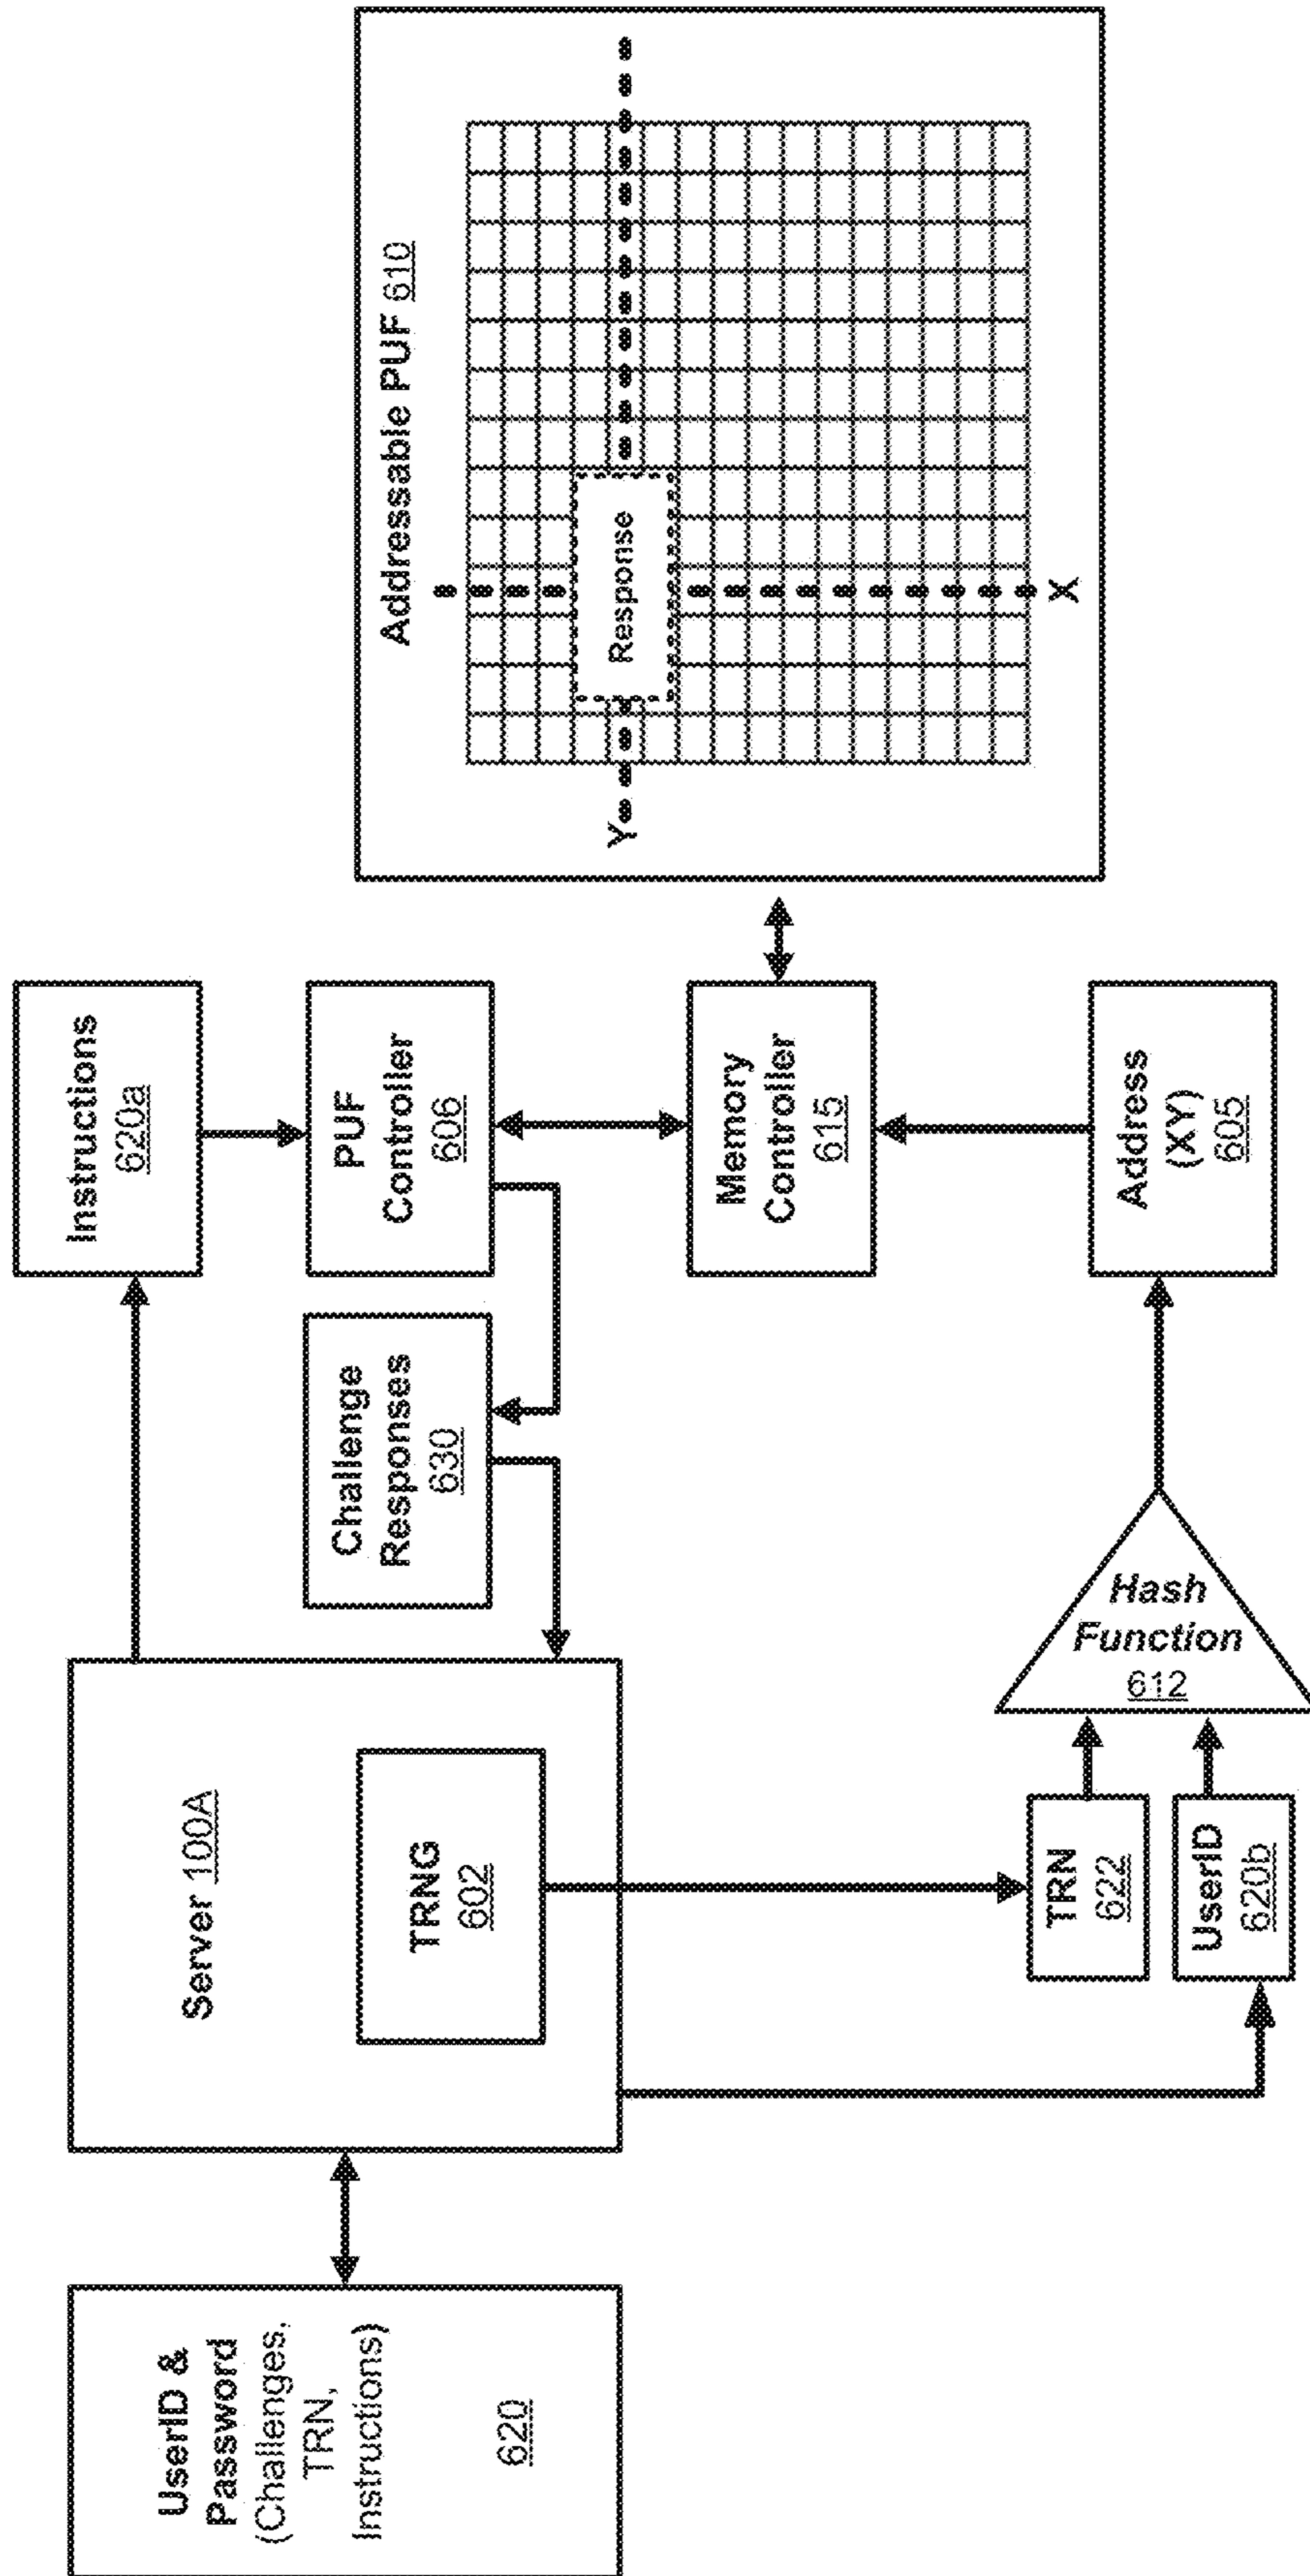 UserID &
Password
(Challenges,
TRN,
Instructions)
620
Server 100A
TRNG
602
TRN
622
UserID
620b
Hash
Function
612
Challenge
Responses
630
Instructions
620a
PUF
Controller
606
Memory
Controller
615
Address
(XY)
605
Addressable PUF 610
Y
Response
X